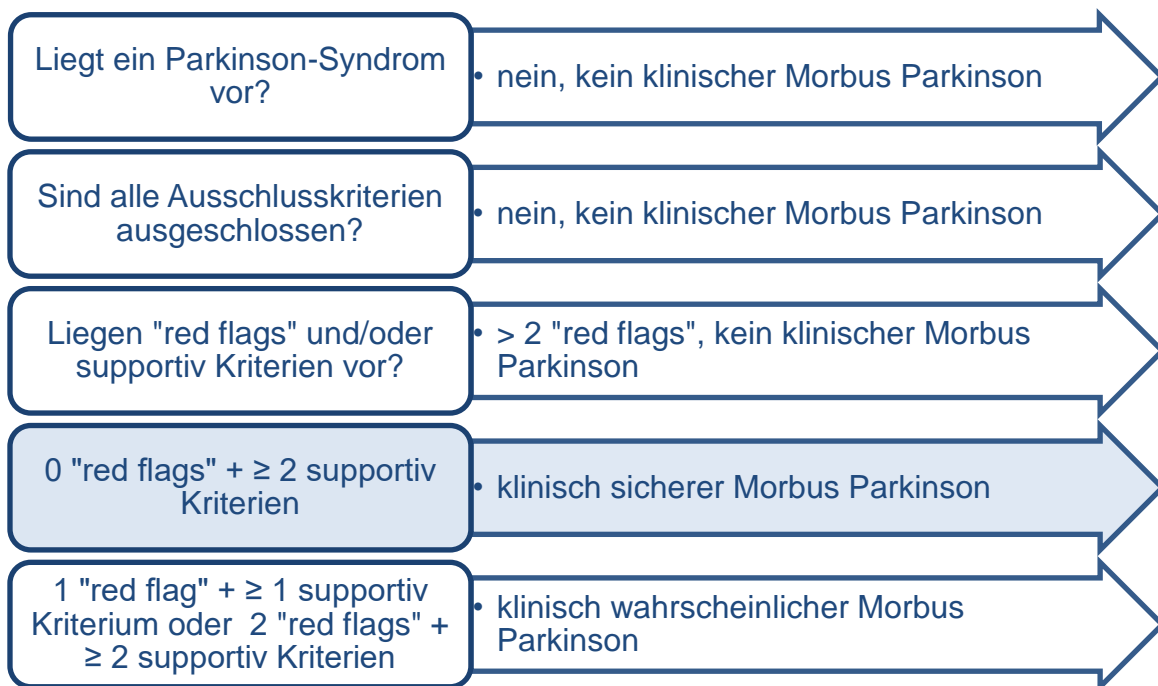 Liegt ein Parkinson-Syndrom
vor?
• nein, kein klinischer Morbus Parkinson
Sind alle Ausschlusskriterien
ausgeschlossen?
• nein, kein klinischer Morbus Parkinson
Liegen "red flags" und/oder
supportiv Kriterien vor?
• > 2 "red flags", kein klinischer Morbus
Parkinson
0 "red flags" + ≥ 2 supportiv
Kriterien
• klinisch sicherer Morbus Parkinson
1 "red flag" + ≥ 1 supportiv
Kriterium oder 2 "red flags" +
≥ 2 supportiv Kriterien
• klinisch wahrscheinlicher Morbus
Parkinson